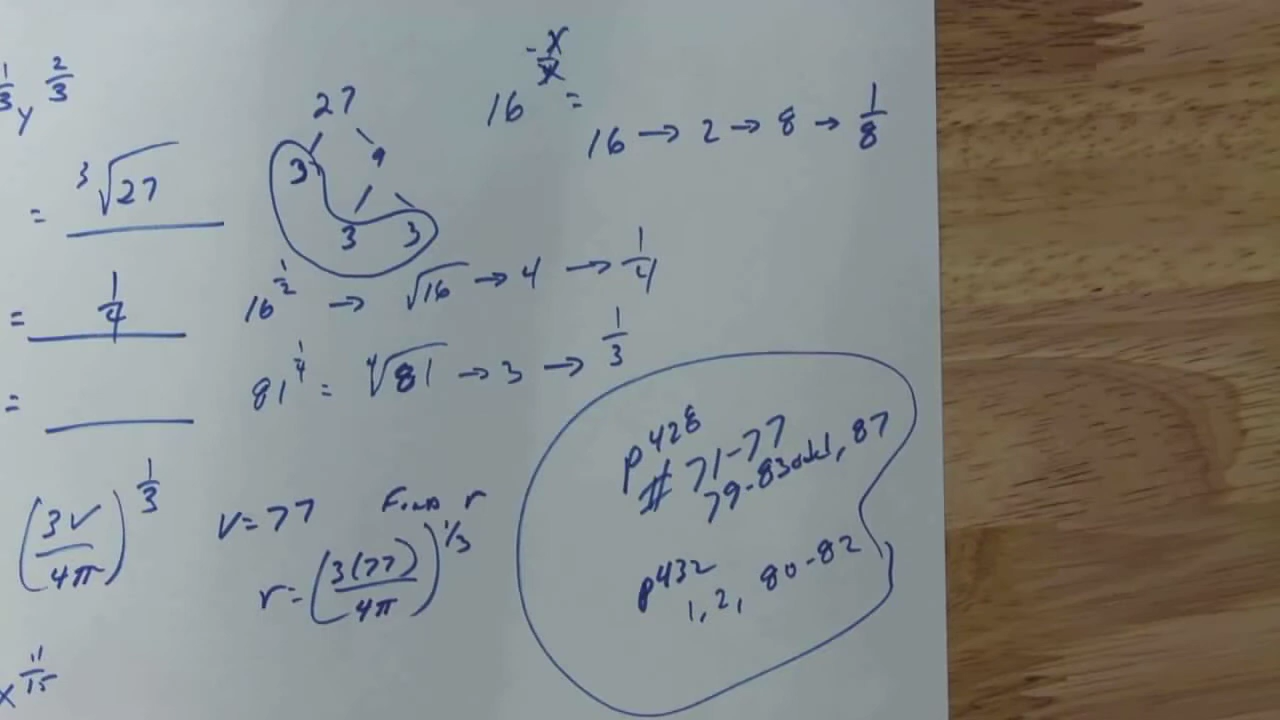 1/3 y 2/3
27
3 9
3 3
16 =
16 → 2 → 8 → 1/8
= ³√27
= 1/4
16^1/2 → √16 → 4 → 1/4
81^1/4 = ⁴√81 → 3 → 1/3
=
(3V/4π)^1/3
V=77 Find r
r=(3(77)/4π)^1/3
x^11/15
p428
# 71-77
79-83odd, 87
p432
1, 2, 80-82